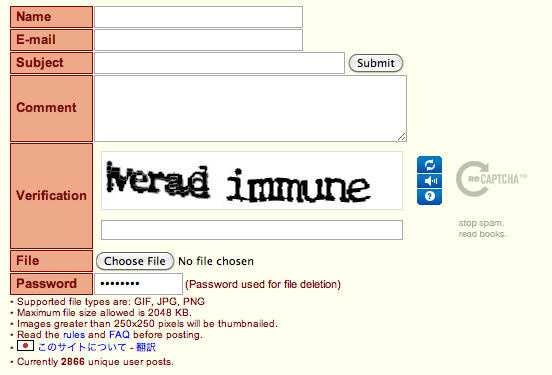 Name
E-mail
Subject Submit
Comment
Verification
immune
reCAPTCHA™
stop spam.
read books.
File Choose File No file chosen
Password •••••••• (Password used for file deletion)
• Supported file types are: GIF, JPG, PNG
• Maximum file size allowed is 2048 KB.
• Images greater than 250x250 pixels will be thumbnailed.
• Read the rules and FAQ before posting.
• このサイトについて - 翻訳
• Currently 2866 unique user posts.